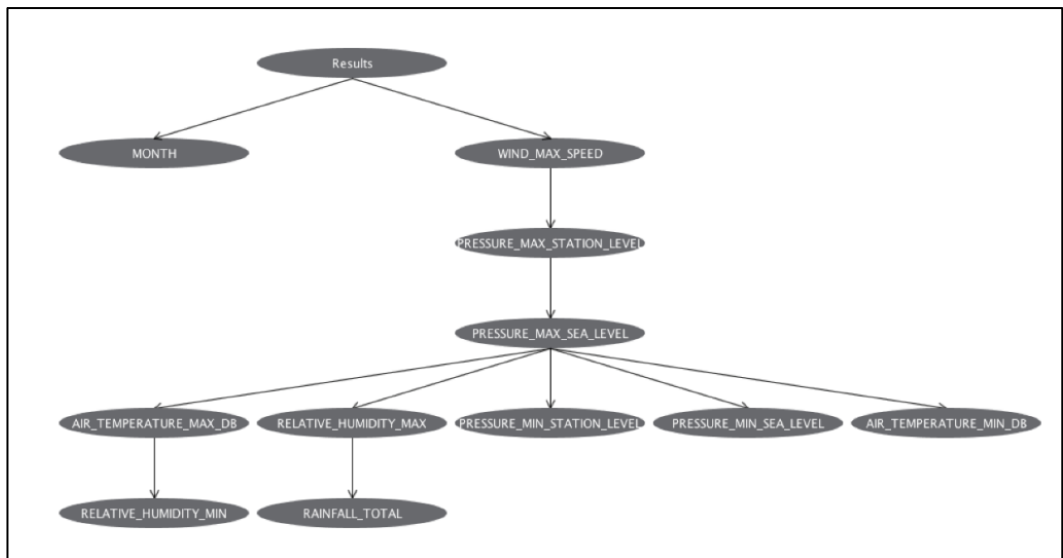 Results
MONTH
WIND_MAX_SPEED
PRESSURE_MAX_STATION_LEVEL
PRESSURE_MAX_SEA_LEVEL
AIR_TEMPERATURE_MAX_DB
RELATIVE_HUMIDITY_MAX
PRESSURE_MIN_STATION_LEVEL
PRESSURE_MIN_SEA_LEVEL
AIR_TEMPERATURE_MIN_DB
RELATIVE_HUMIDITY_MIN
RAINFALL_TOTAL